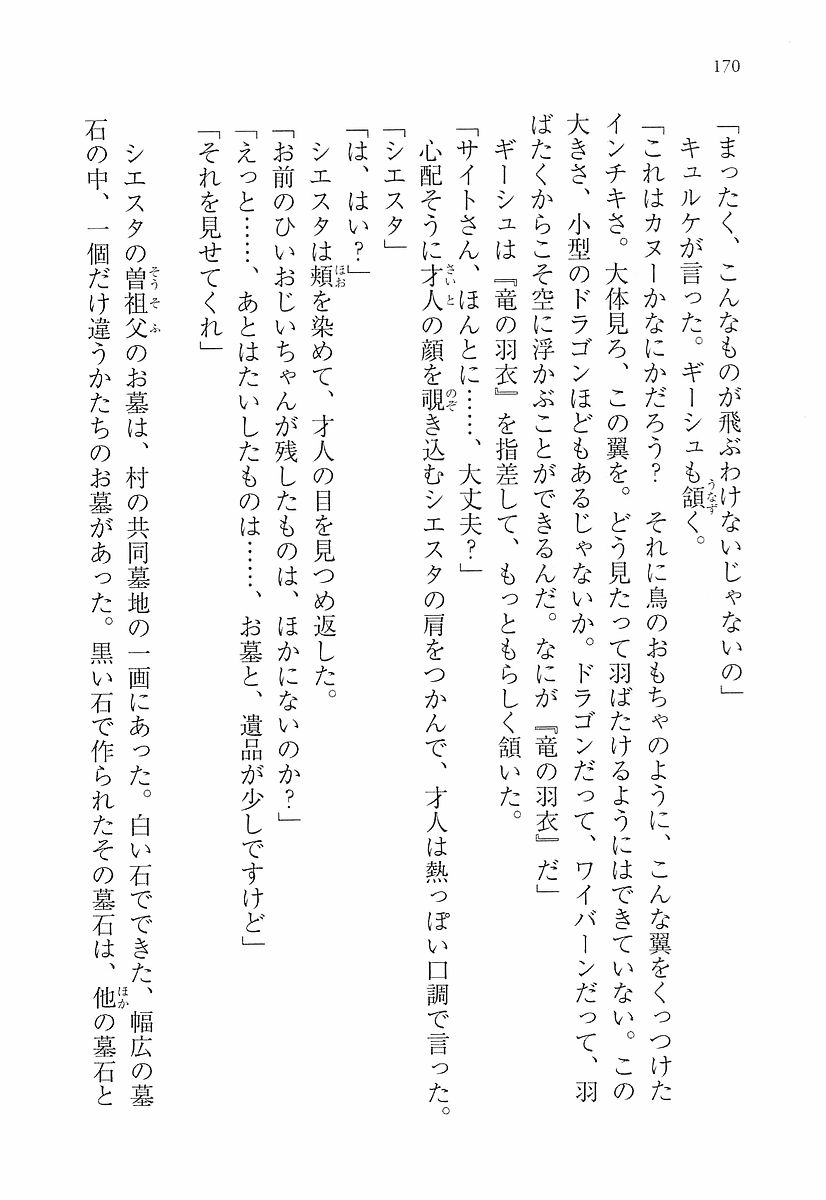 170
「まったく、こんなものが飛ぶわけないじゃないの」
キュルケが言った。ギーシュも頷く。
「これはカヌーかなにかだろう？　それに鳥のおもちゃのように、こんな翼をくっつけた
インチキさ。大体見ろ、この翼を。どう見たって羽ばたけるようにはできていない。この
大きさ、小型のドラゴンほどもあるじゃないか。ドラゴンだって、ワイバーンだって、羽
ばたくからこそ空に浮かぶことができるんだ。なにが『竜の羽衣』だ」
ギーシュは『竜の羽衣』を指差して、もっともらしく頷いた。
「サイトさん、ほんとに……、大丈夫？」
心配そうに才人の顔を覗き込むシエスタの肩をつかんで、才人は熱っぽい口調で言った。
「シエスタ」
「は、はい？」
シエスタは頬を染めて、才人の目を見つめ返した。
「お前のひいおじいちゃんが残したものは、ほかにないのか？」
「えっと……、あとはたいしたものは……、お墓と、遺品が少しですけど」
「それを見せてくれ」
シエスタの曽祖父のお墓は、村の共同墓地の一画にあった。白い石でできた、幅広の墓
石の中、一個だけ違うかたちのお墓があった。黒い石で作られたその墓石は、他の墓石と